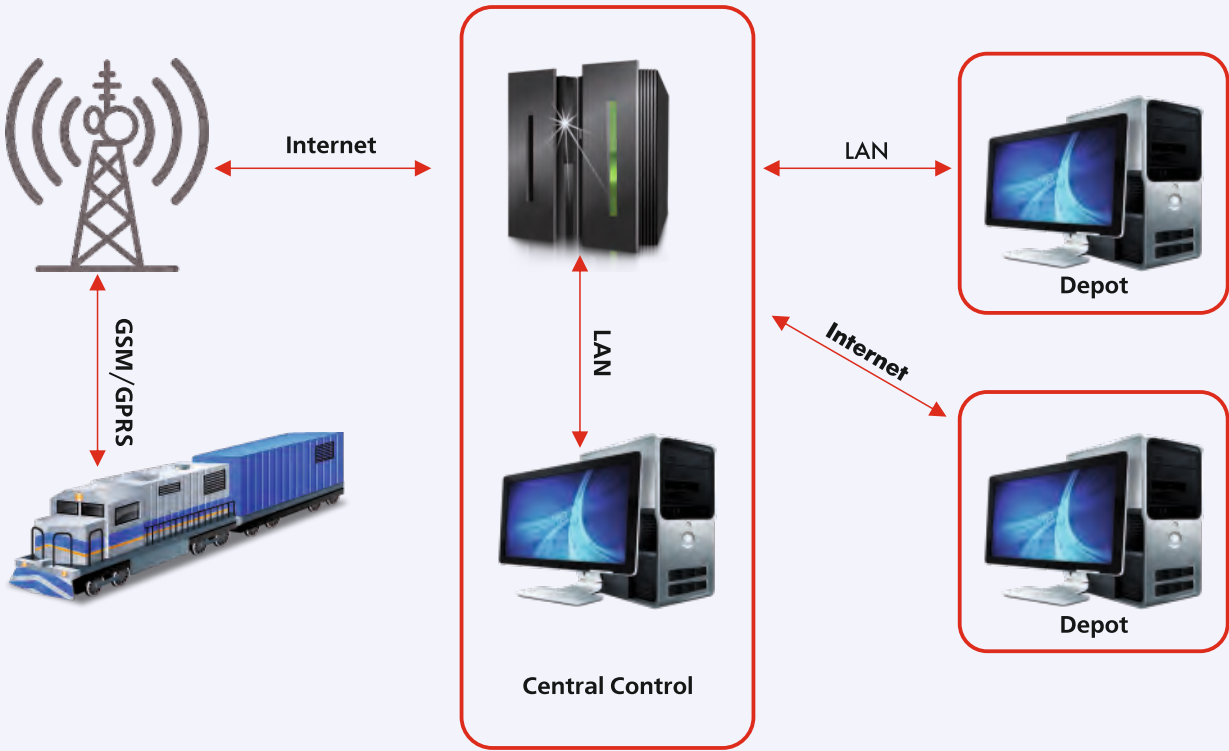 Internet
LAN
Depot
GSM/GPRS
LAN
Internet
Depot
Central Control